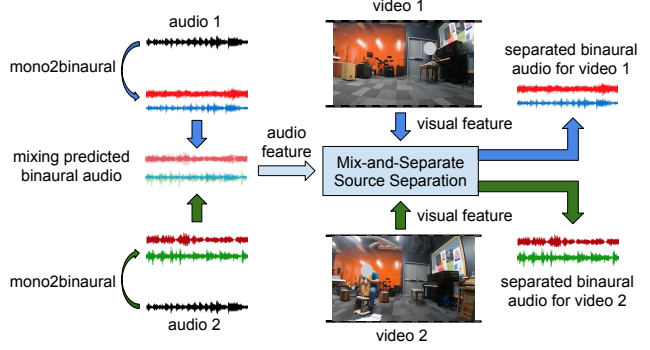 audio 1
video 1
mono2binaural
separated binaural
audio for video 1
mixing predicted
binaural audio
audio
feature
visual feature
Mix-and-Separate
Source Separation
visual feature
mono2binaural
audio 2
video 2
separated binaural
audio for video 2